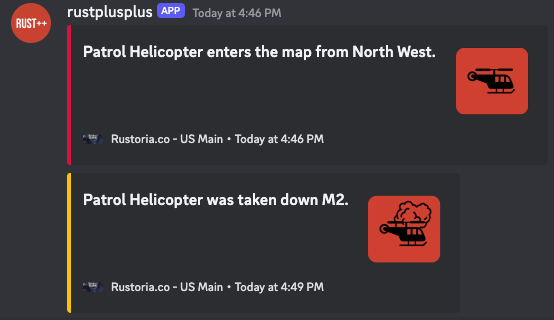 RUST++
rustplusplus APP Today at 4:46 PM
Patrol Helicopter enters the map from North West.
Rustoria.co - US Main • Today at 4:46 PM
Patrol Helicopter was taken down M2.
Rustoria.co - US Main • Today at 4:49 PM